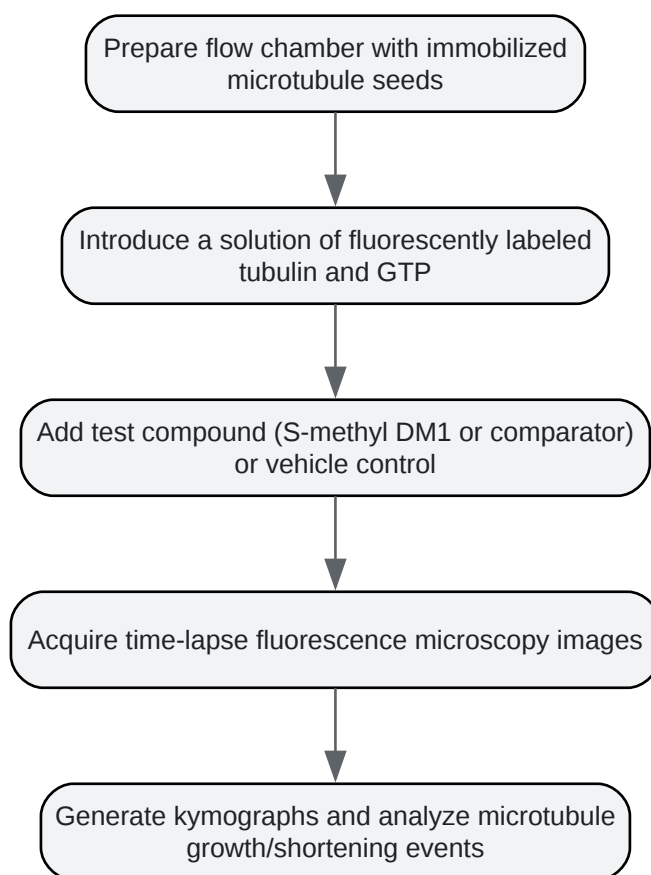 Prepare flow chamber with immobilized
microtubule seeds
Introduce a solution of fluorescently labeled
tubulin and GTP
Add test compound (S-methyl DM1 or comparator)
or vehicle control
Acquire time-lapse fluorescence microscopy images
Generate kymographs and analyze microtubule
growth/shortening events